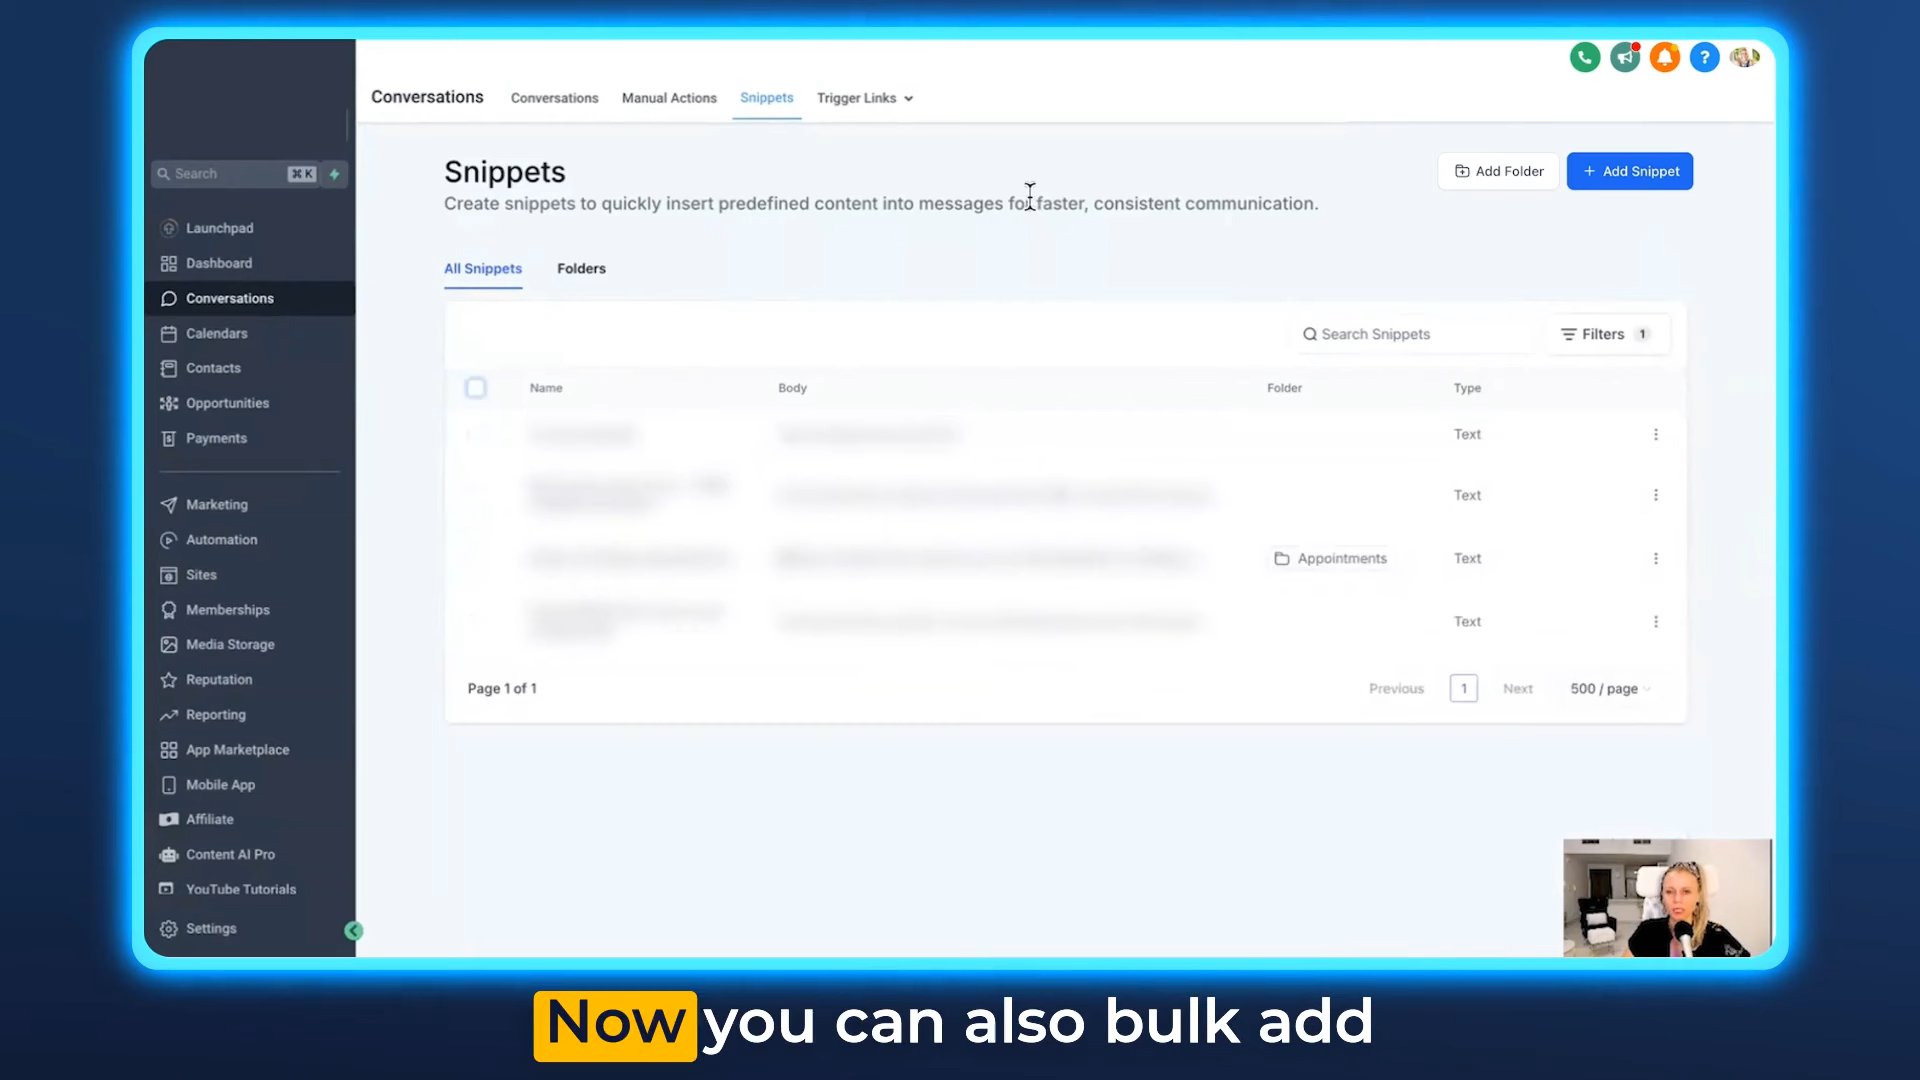 Conversations
Conversations
Manual Actions
Snippets
Trigger Links
Search
⌘ K
Launchpad
Dashboard
Conversations
Calendars
Contacts
Opportunities
Payments
Marketing
Automation
Sites
Memberships
Media Storage
Reputation
Reporting
App Marketplace
Mobile App
Affiliate
Content AI Pro
YouTube Tutorials
Settings
Snippets
Create snippets to quickly insert predefined content into messages for faster, consistent communication.
Add Folder
+ Add Snippet
All Snippets
Folders
Search Snippets
Filters 1
Name Body Folder Type
Text
Text
Appointments Text
Text
Page 1 of 1
Previous 1 Next 500 / page
Now you can also bulk add